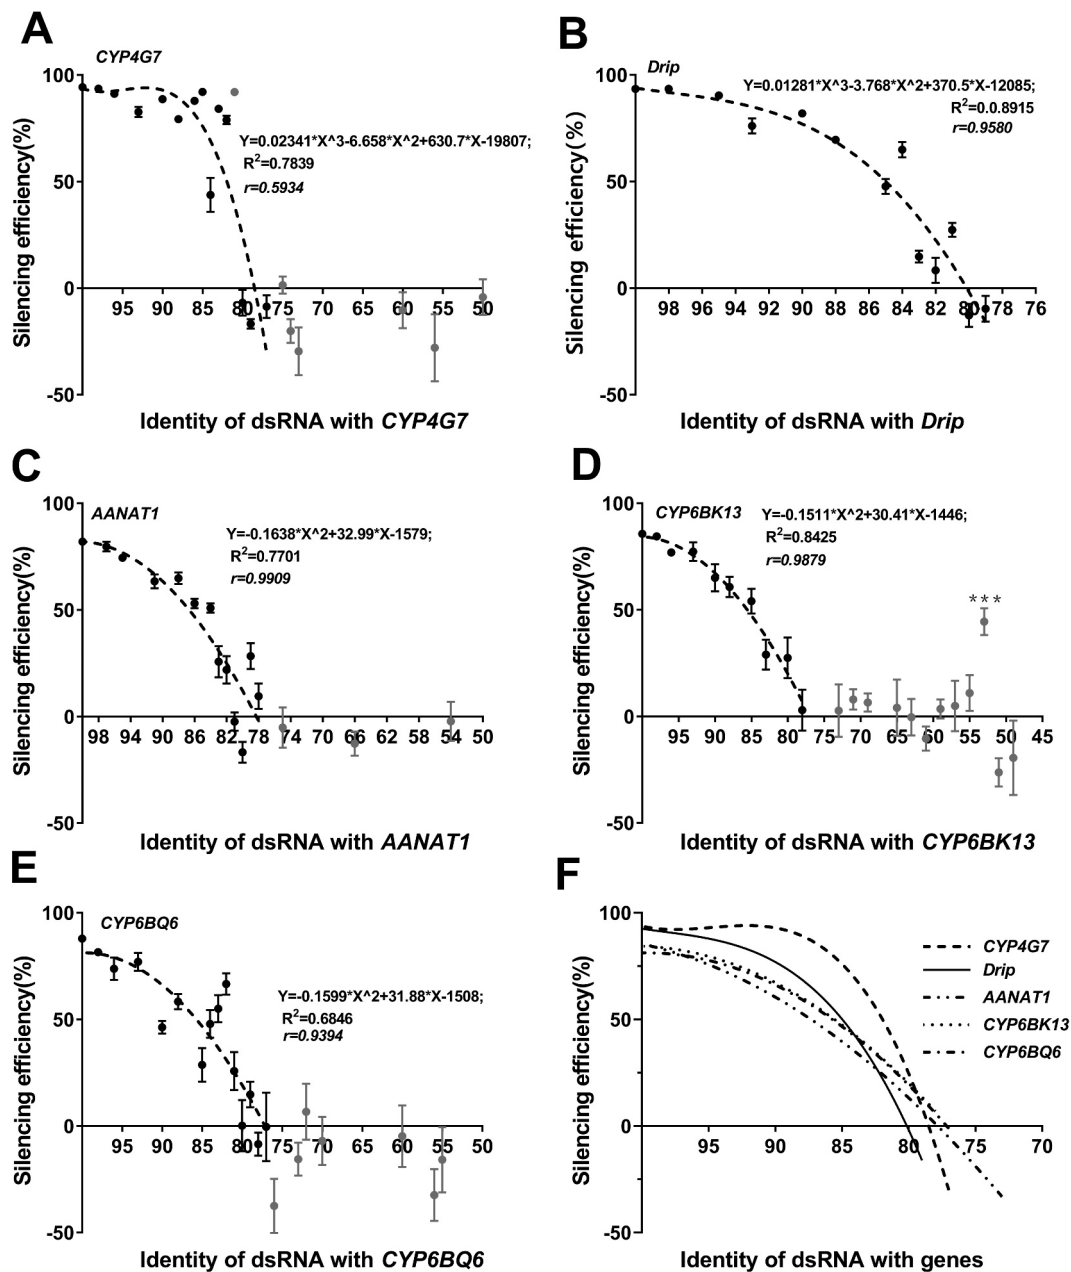 A
CYP4G7
100
50
0
-50
Silencing efficiency(%)
Y=0.02341*X^3-6.658*X^2+630.7*X-19807;
R2=0.7839
r=0.5934
95 90 85 80 75 70 65 60 55 50
Identity of dsRNA with CYP4G7
B
Drip
100
50
0
-50
Silencing efficiency(%)
Y=0.01281*X^3-3.768*X^2+370.5*X-12085;
R2=0.0.8915
r=0.9580
98 96 94 92 90 88 86 84 82 80 78 76
Identity of dsRNA with Drip
C
AANAT1
100
50
0
-50
Silencing efficiency(%)
Y=-0.1638*X^2+32.99*X-1579;
R2=0.7701
r=0.9909
98 94 90 86 82 78 74 70 66 62 58 54 50
Identity of dsRNA with AANAT1
D
CYP6BK13
100
50
0
-50
Silencing efficiency(%)
Y=-0.1511*X^2+30.41*X-1446;
R2=0.8425
r=0.9879
***
95 90 85 80 75 70 65 60 55 50 45
Identity of dsRNA with CYP6BK13
E
CYP6BQ6
100
50
0
-50
Silencing efficiency(%)
Y=-0.1599*X^2+31.88*X-1508;
R2=0.6846
r=0.9394
95 90 85 80 75 70 65 60 55 50
Identity of dsRNA with CYP6BQ6
F
100
50
0
-50
Silencing efficiency(%)
CYP4G7
Drip
AANAT1
CYP6BK13
CYP6BQ6
95 90 85 80 75 70
Identity of dsRNA with genes